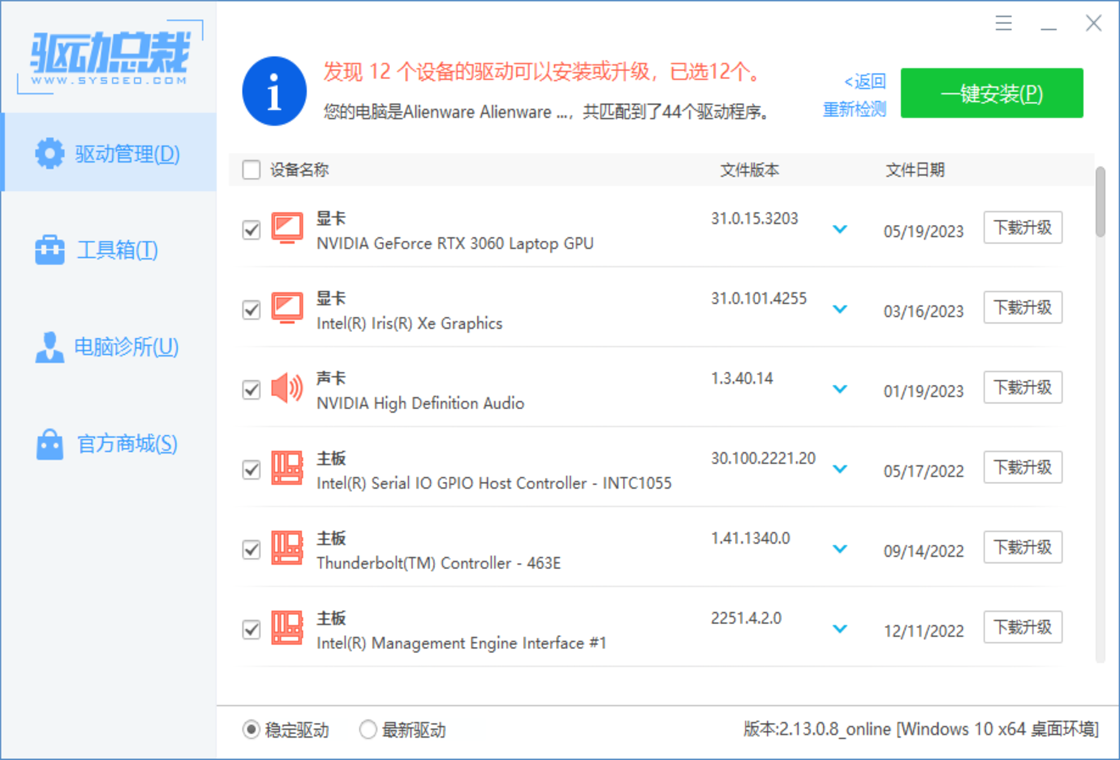 驱动总裁
WWW.SYSCEO.COM
驱动管理(D)
工具箱(T)
电脑诊所(U)
官方商城(S)
发现 12 个设备的驱动可以安装或升级，已选12个。
您的电脑是Alienware Alienware ...，共匹配到了44个驱动程序。
<返回
重新检测
一键安装(P)
设备名称 文件版本 文件日期
显卡
NVIDIA GeForce RTX 3060 Laptop GPU
31.0.15.3203 05/19/2023 下载升级
显卡
Intel(R) Iris(R) Xe Graphics
31.0.101.4255 03/16/2023 下载升级
声卡
NVIDIA High Definition Audio
1.3.40.14 01/19/2023 下载升级
主板
Intel(R) Serial IO GPIO Host Controller - INTC1055
30.100.2221.20 05/17/2022 下载升级
主板
Thunderbolt(TM) Controller - 463E
1.41.1340.0 09/14/2022 下载升级
主板
Intel(R) Management Engine Interface #1
2251.4.2.0 12/11/2022 下载升级
稳定驱动 最新驱动
版本:2.13.0.8_online [Windows 10 x64 桌面环境]